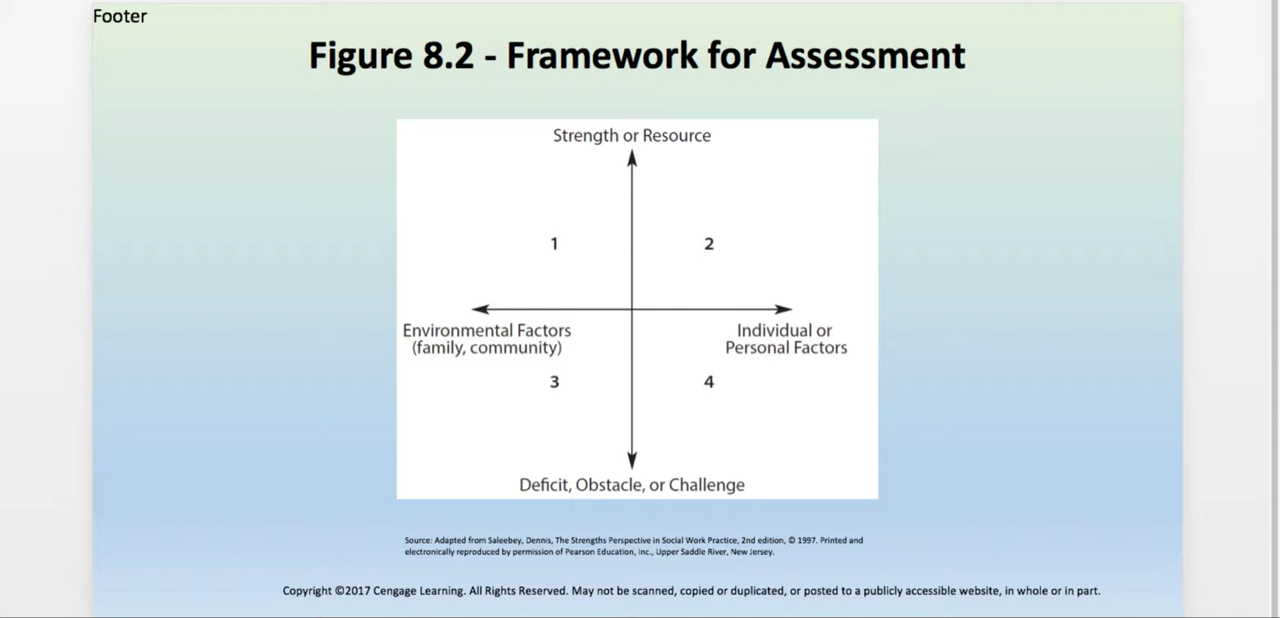 Footer
Figure 8.2 - Framework for Assessment
Strength or Resource
1
2
Environmental Factors
(family, community)
Individual or
Personal Factors
3
4
Deficit, Obstacle, or Challenge
Source: Adapted from Saleebey, Dennis, The Strengths Perspective in Social Work Practice, 2nd edition, © 1997. Printed and
electronically reproduced by permission of Pearson Education, Inc., Upper Saddle River, New Jersey.
Copyright ©2017 Cengage Learning. All Rights Reserved. May not be scanned, copied or duplicated, or posted to a publicly accessible website, in whole or in part.